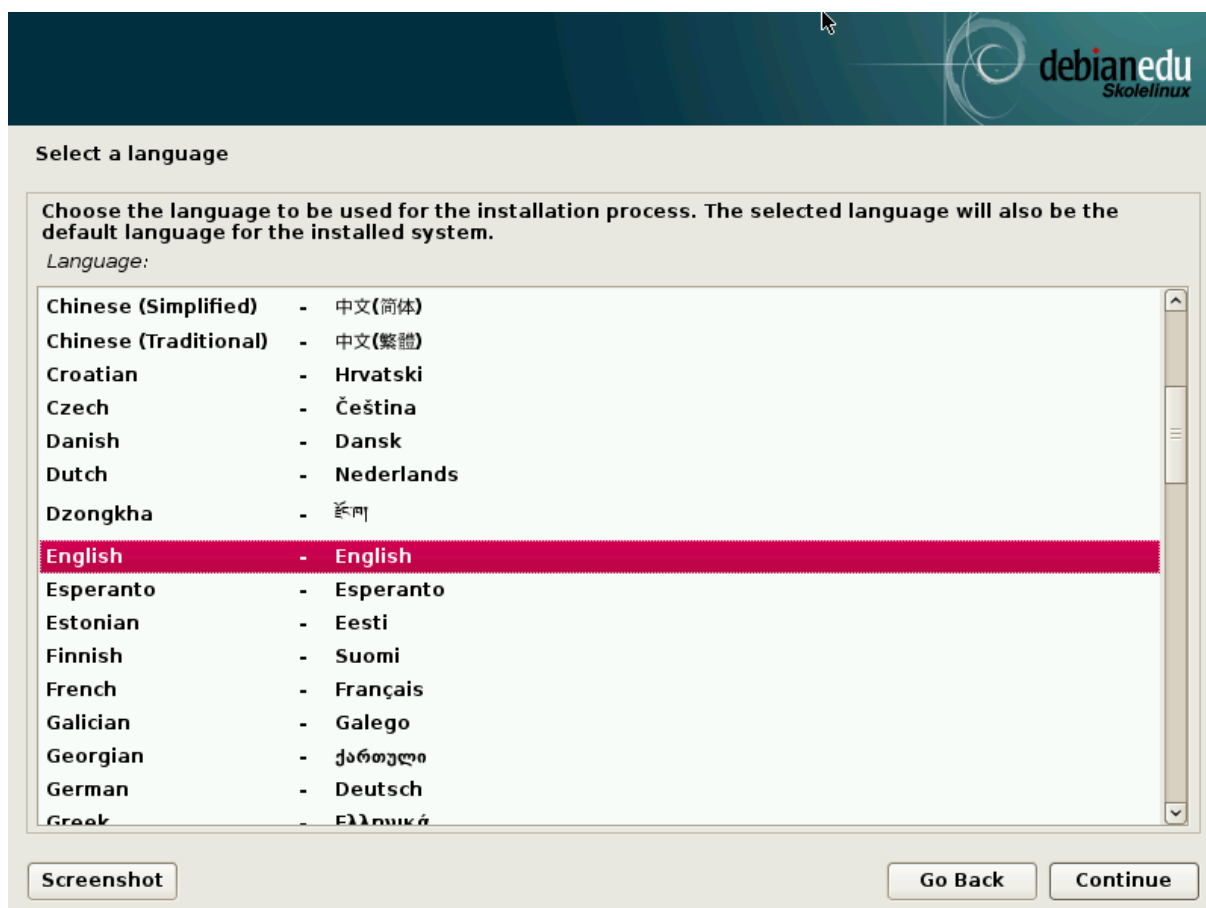 debianedu
Skolelinux
Select a language
Choose the language to be used for the installation process. The selected language will also be the
default language for the installed system.
Language:
Chinese (Simplified) - 中文(简体)
Chinese (Traditional) - 中文(繁體)
Croatian - Hrvatski
Czech - Čeština
Danish - Dansk
Dutch - Nederlands
Dzongkha - རྫོང་ཁ།
English - English
Esperanto - Esperanto
Estonian - Eesti
Finnish - Suomi
French - Français
Galician - Galego
Georgian - ქართული
German - Deutsch
Greek - Ελληνικά
Screenshot Go Back Continue